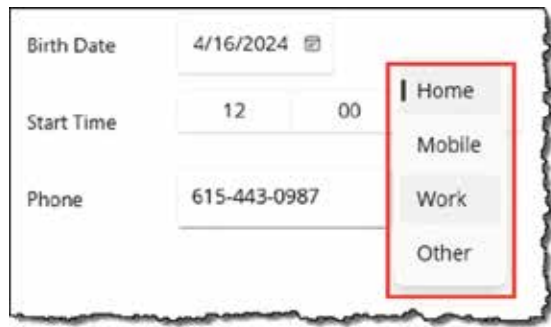 Birth Date 4/16/2024
Home
Start Time 12 00
Mobile
Phone 615-443-0987 Work
Other